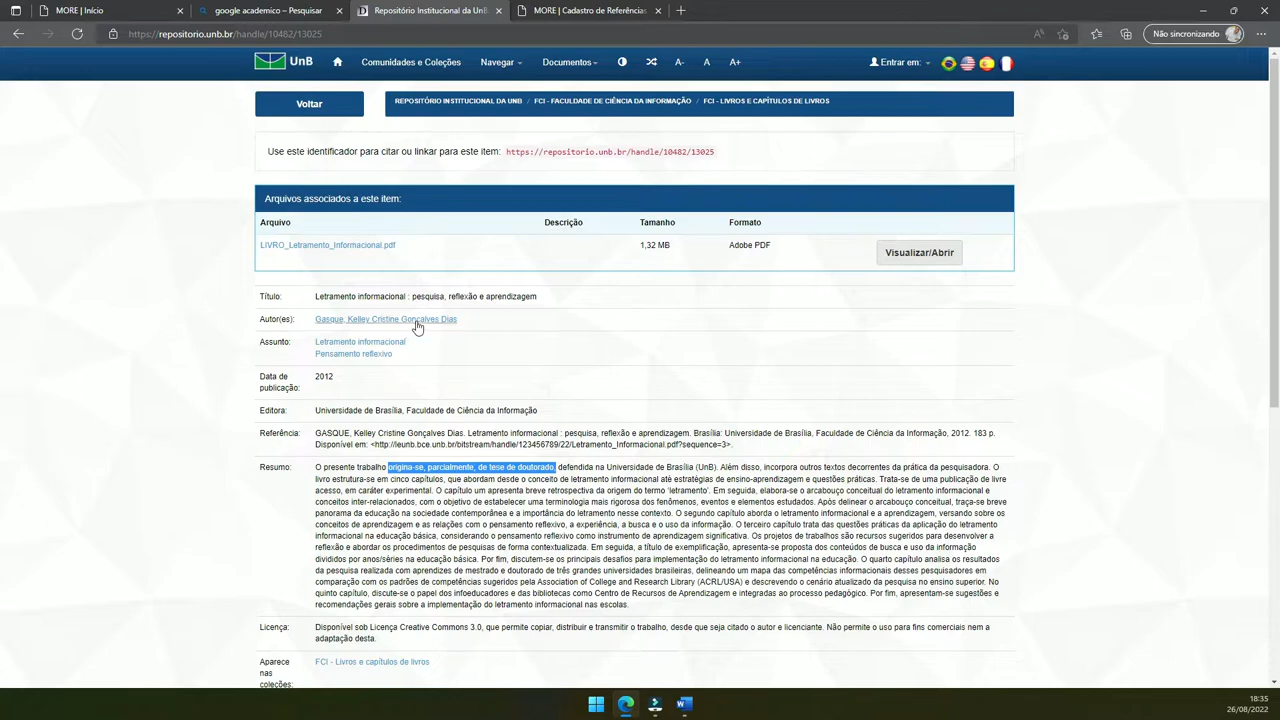 MORE | Início
google academico – Pesquisar
Repositório Institucional da UnB
MORE | Cadastro de Referências
https://repositorio.unb.br/handle/10482/13025
Não sincronizando
UnB
Comunidades e Coleções
Navegar
Documentos
A-
A
A+
Entrar em:
Voltar
REPOSITÓRIO INSTITUCIONAL DA UNB / FCI - FACULDADE DE CIÊNCIA DA INFORMAÇÃO / FCI - LIVROS E CAPÍTULOS DE LIVROS
Use este identificador para citar ou linkar para este item: https://repositorio.unb.br/handle/10482/13025
Arquivos associados a este item:
Arquivo Descrição Tamanho Formato
LIVRO_Letramento_Informacional.pdf 1,32 MB Adobe PDF Visualizar/Abrir
Título: Letramento informacional : pesquisa, reflexão e aprendizagem
Autor(es): Gasque, Kelley Cristine Gonçalves Dias
Assunto: Letramento informacional
Pensamento reflexivo
Data de publicação: 2012
Editora: Universidade de Brasília, Faculdade de Ciência da Informação
Referência: GASQUE, Kelley Cristine Gonçalves Dias. Letramento informacional : pesquisa, reflexão e aprendizagem. Brasília: Universidade de Brasília, Faculdade de Ciência da Informação, 2012. 183 p.
Disponível em: <http://leunb.bce.unb.br/bitstream/handle/123456789/22/Letramento_Informacional.pdf?sequence=3>.
Resumo: O presente trabalho origina-se, parcialmente, de tese de doutorado, defendida na Universidade de Brasília (UnB). Além disso, incorpora outros textos decorrentes da prática da pesquisadora. O
livro estrutura-se em cinco capítulos, que abordam desde o conceito de letramento informacional até estratégias de ensino-aprendizagem e questões práticas. Trata-se de uma publicação de livre
acesso, em caráter experimental. O capítulo um apresenta breve retrospectiva da origem do termo 'letramento'. Em seguida, elabora-se o arcabouço conceitual do letramento informacional e
conceitos inter-relacionados, com o objetivo de estabelecer uma terminologia mais rigorosa dos fenômenos, eventos e elementos estudados. Após delinear o arcabouço conceitual, traça-se breve
panorama da educação na sociedade contemporânea e a importância do letramento nesse contexto. O segundo capítulo aborda o letramento informacional e a aprendizagem, versando sobre os
conceitos de aprendizagem e as relações com o pensamento reflexivo, a experiência, a busca e o uso da informação. O terceiro capítulo trata das questões práticas da aplicação do letramento
informacional na educação básica, considerando o pensamento reflexivo como instrumento de aprendizagem significativa. Os projetos de trabalhos são recursos sugeridos para desenvolver a
reflexão e abordar os procedimentos de pesquisas de forma contextualizada. Em seguida, a título de exemplificação, apresenta-se proposta dos conteúdos de busca e uso da informação
divididos por anos/séries na educação básica. Por fim, discutem-se os principais desafios para implementação do letramento informacional na educação. O quarto capítulo analisa os resultados
da pesquisa realizada com aprendizes de mestrado e doutorado de três grandes universidades brasileiras, delineando um mapa das competências informacionais desses pesquisadores em
comparação com os padrões de competências sugeridos pela Association of College and Research Library (ACRL/USA) e descrevendo o cenário atualizado da pesquisa no ensino superior. No
quinto capítulo, discute-se o papel dos infoeducadores e das bibliotecas como Centro de Recursos de Aprendizagem e integradas ao processo pedagógico. Por fim, apresentam-se sugestões e
recomendações gerais sobre a implementação do letramento informacional nas escolas.
Licença: Disponível sob Licença Creative Commons 3.0, que permite copiar, distribuir e transmitir o trabalho, desde que seja citado o autor e licenciante. Não permite o uso para fins comerciais nem a
adaptação desta.
Aparece nas coleções: FCI - Livros e capítulos de livros
18:35
26/08/2022